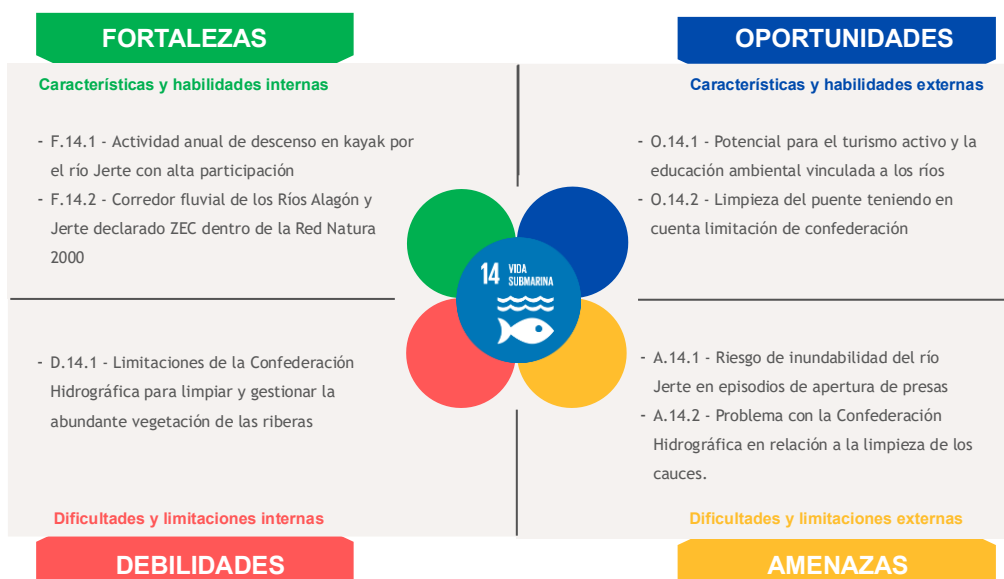 FORTALEZAS
Características y habilidades internas
- F.14.1 - Actividad anual de descenso en kayak por
el río Jerte con alta participación
- F.14.2 - Corredor fluvial de los Ríos Alagón y
Jerte declarado ZEC dentro de la Red Natura
2000
OPORTUNIDADES
Características y habilidades externas
- O.14.1 - Potencial para el turismo activo y la
educación ambiental vinculada a los ríos
- O.14.2 - Limpieza del puente teniendo en
cuenta limitación de confederación
14 VIDA
SUBMARINA
- D.14.1 - Limitaciones de la Confederación
Hidrográfica para limpiar y gestionar la
abundante vegetación de las riberas
Dificultades y limitaciones internas
DEBILIDADES
- A.14.1 - Riesgo de inundabilidad del río
Jerte en episodios de apertura de presas
- A.14.2 - Problema con la Confederación
Hidrográfica en relación a la limpieza de los
cauces.
Dificultades y limitaciones externas
AMENAZAS